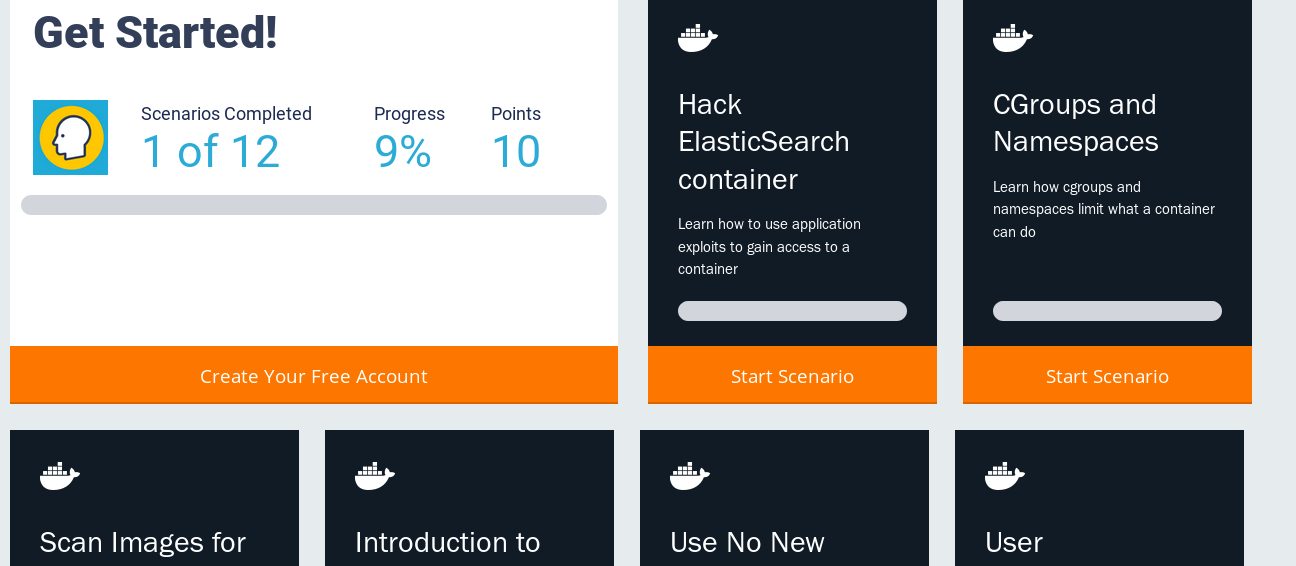 Get Started!
Scenarios Completed
1 of 12
Progress
9%
Points
10
Create Your Free Account
Hack
ElasticSearch
container
Learn how to use application
exploits to gain access to a
container
Start Scenario
CGroups and
Namespaces
Learn how cgroups and
namespaces limit what a container
can do
Start Scenario
Scan Images for
Introduction to
Use No New
User